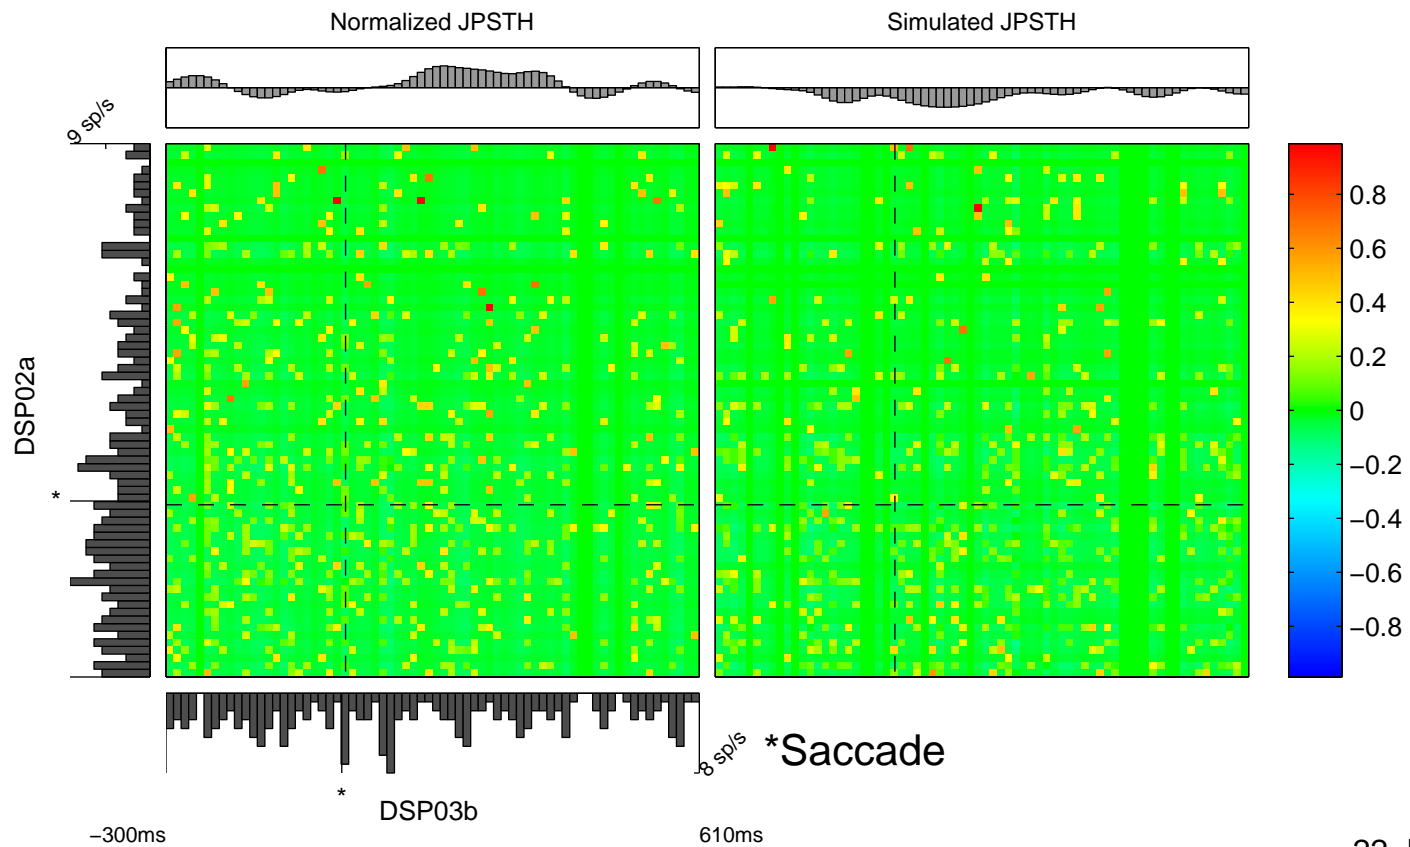 Normalized JPSTH
Simulated JPSTH
9 sp/s
DSP02a
*
0.8
0.6
0.4
0.2
0
−0.2
−0.4
−0.6
−0.8
8 sp/s
*Saccade
*
DSP03b
−300ms
610ms